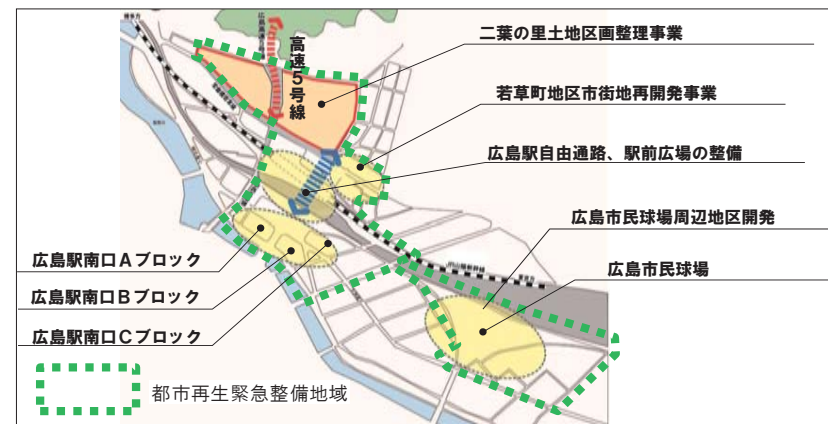 二葉の里土地区画整理事業
高速5号線
若草町地区市街地再開発事業
広島駅自由通路、駅前広場の整備
広島市民球場周辺地区開発
広島市民球場
広島駅南口Aブロック
広島駅南口Bブロック
広島駅南口Cブロック
都市再生緊急整備地域